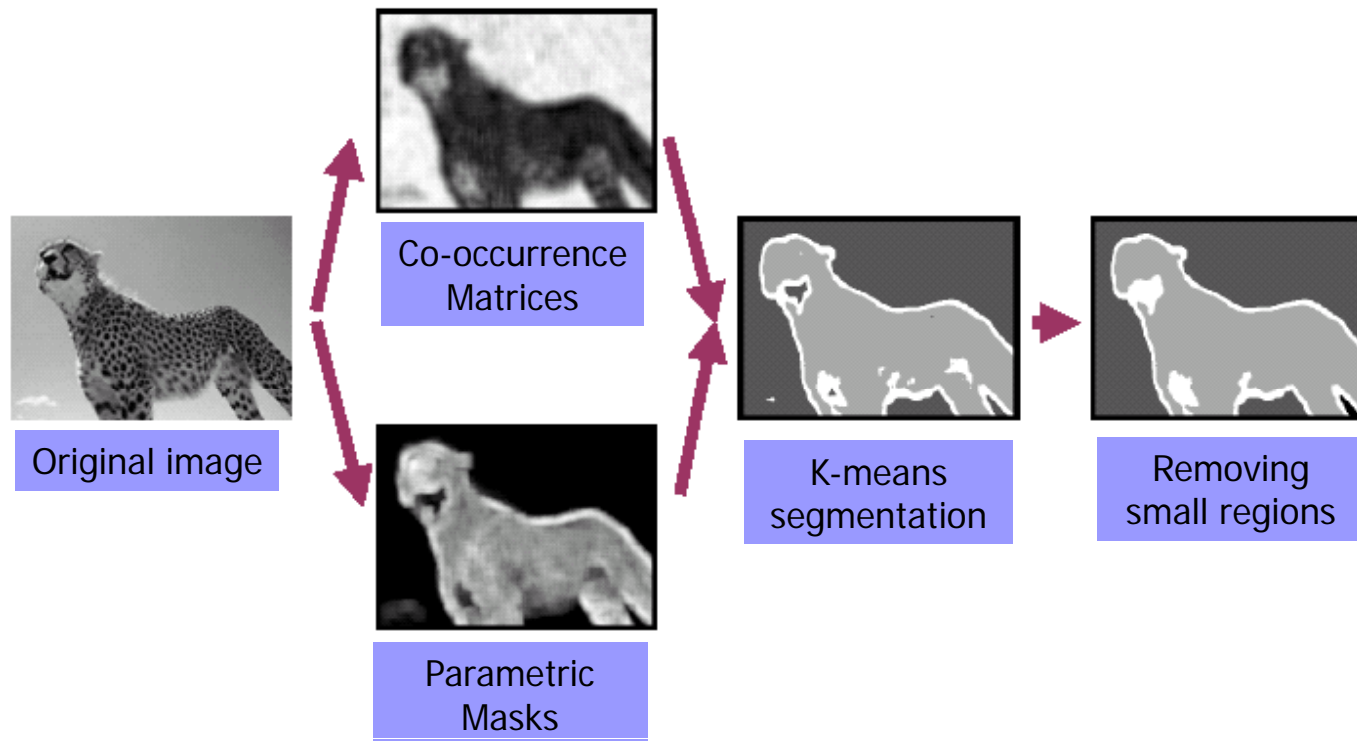 Original image
Co-occurrence
Matrices
Parametric
Masks
K-means
segmentation
Removing
small regions